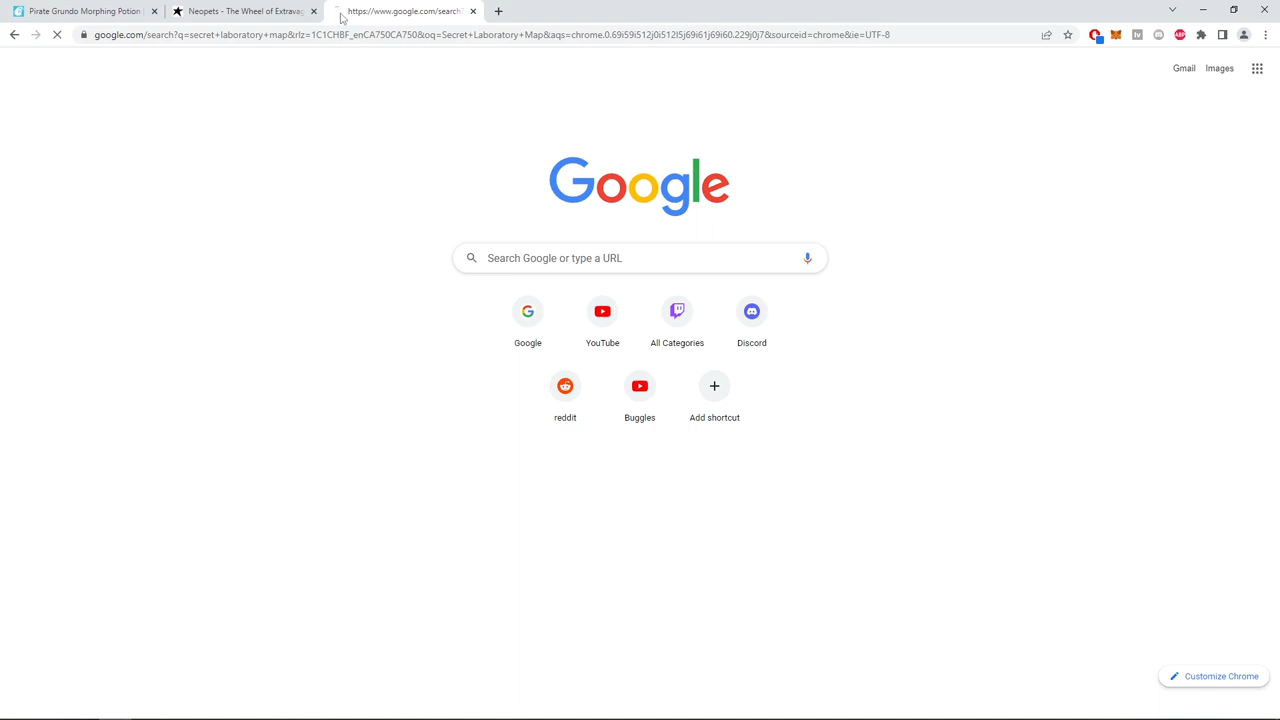 Pirate Grundo Morphing Potion
Neopets - The Wheel of Extravag
https://www.google.com/search?
google.com/search?q=secret+laboratory+map&rlz=1C1CHBF_enCA750CA750&oq=Secret+Laboratory+Map&aqs=chrome.0.69i59i512j0i512l5j69i61j69i60.229j0j7&sourceid=chrome&ie=UTF-8
Gmail Images
Google
Search Google or type a URL
Google YouTube All Categories Discord
reddit Buggles Add shortcut
Customize Chrome